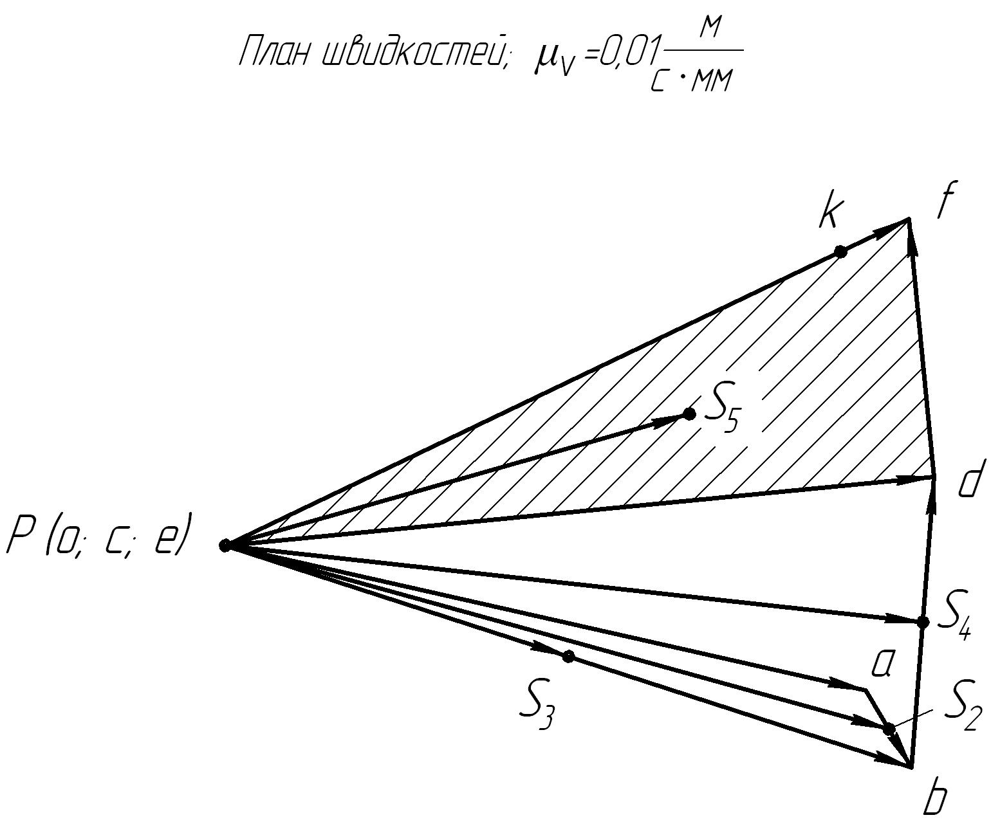 План швидкостей; μV =0,01 м
с · мм
k
f
S5
d
P (o; c; e)
S4
a
S3
S2
b